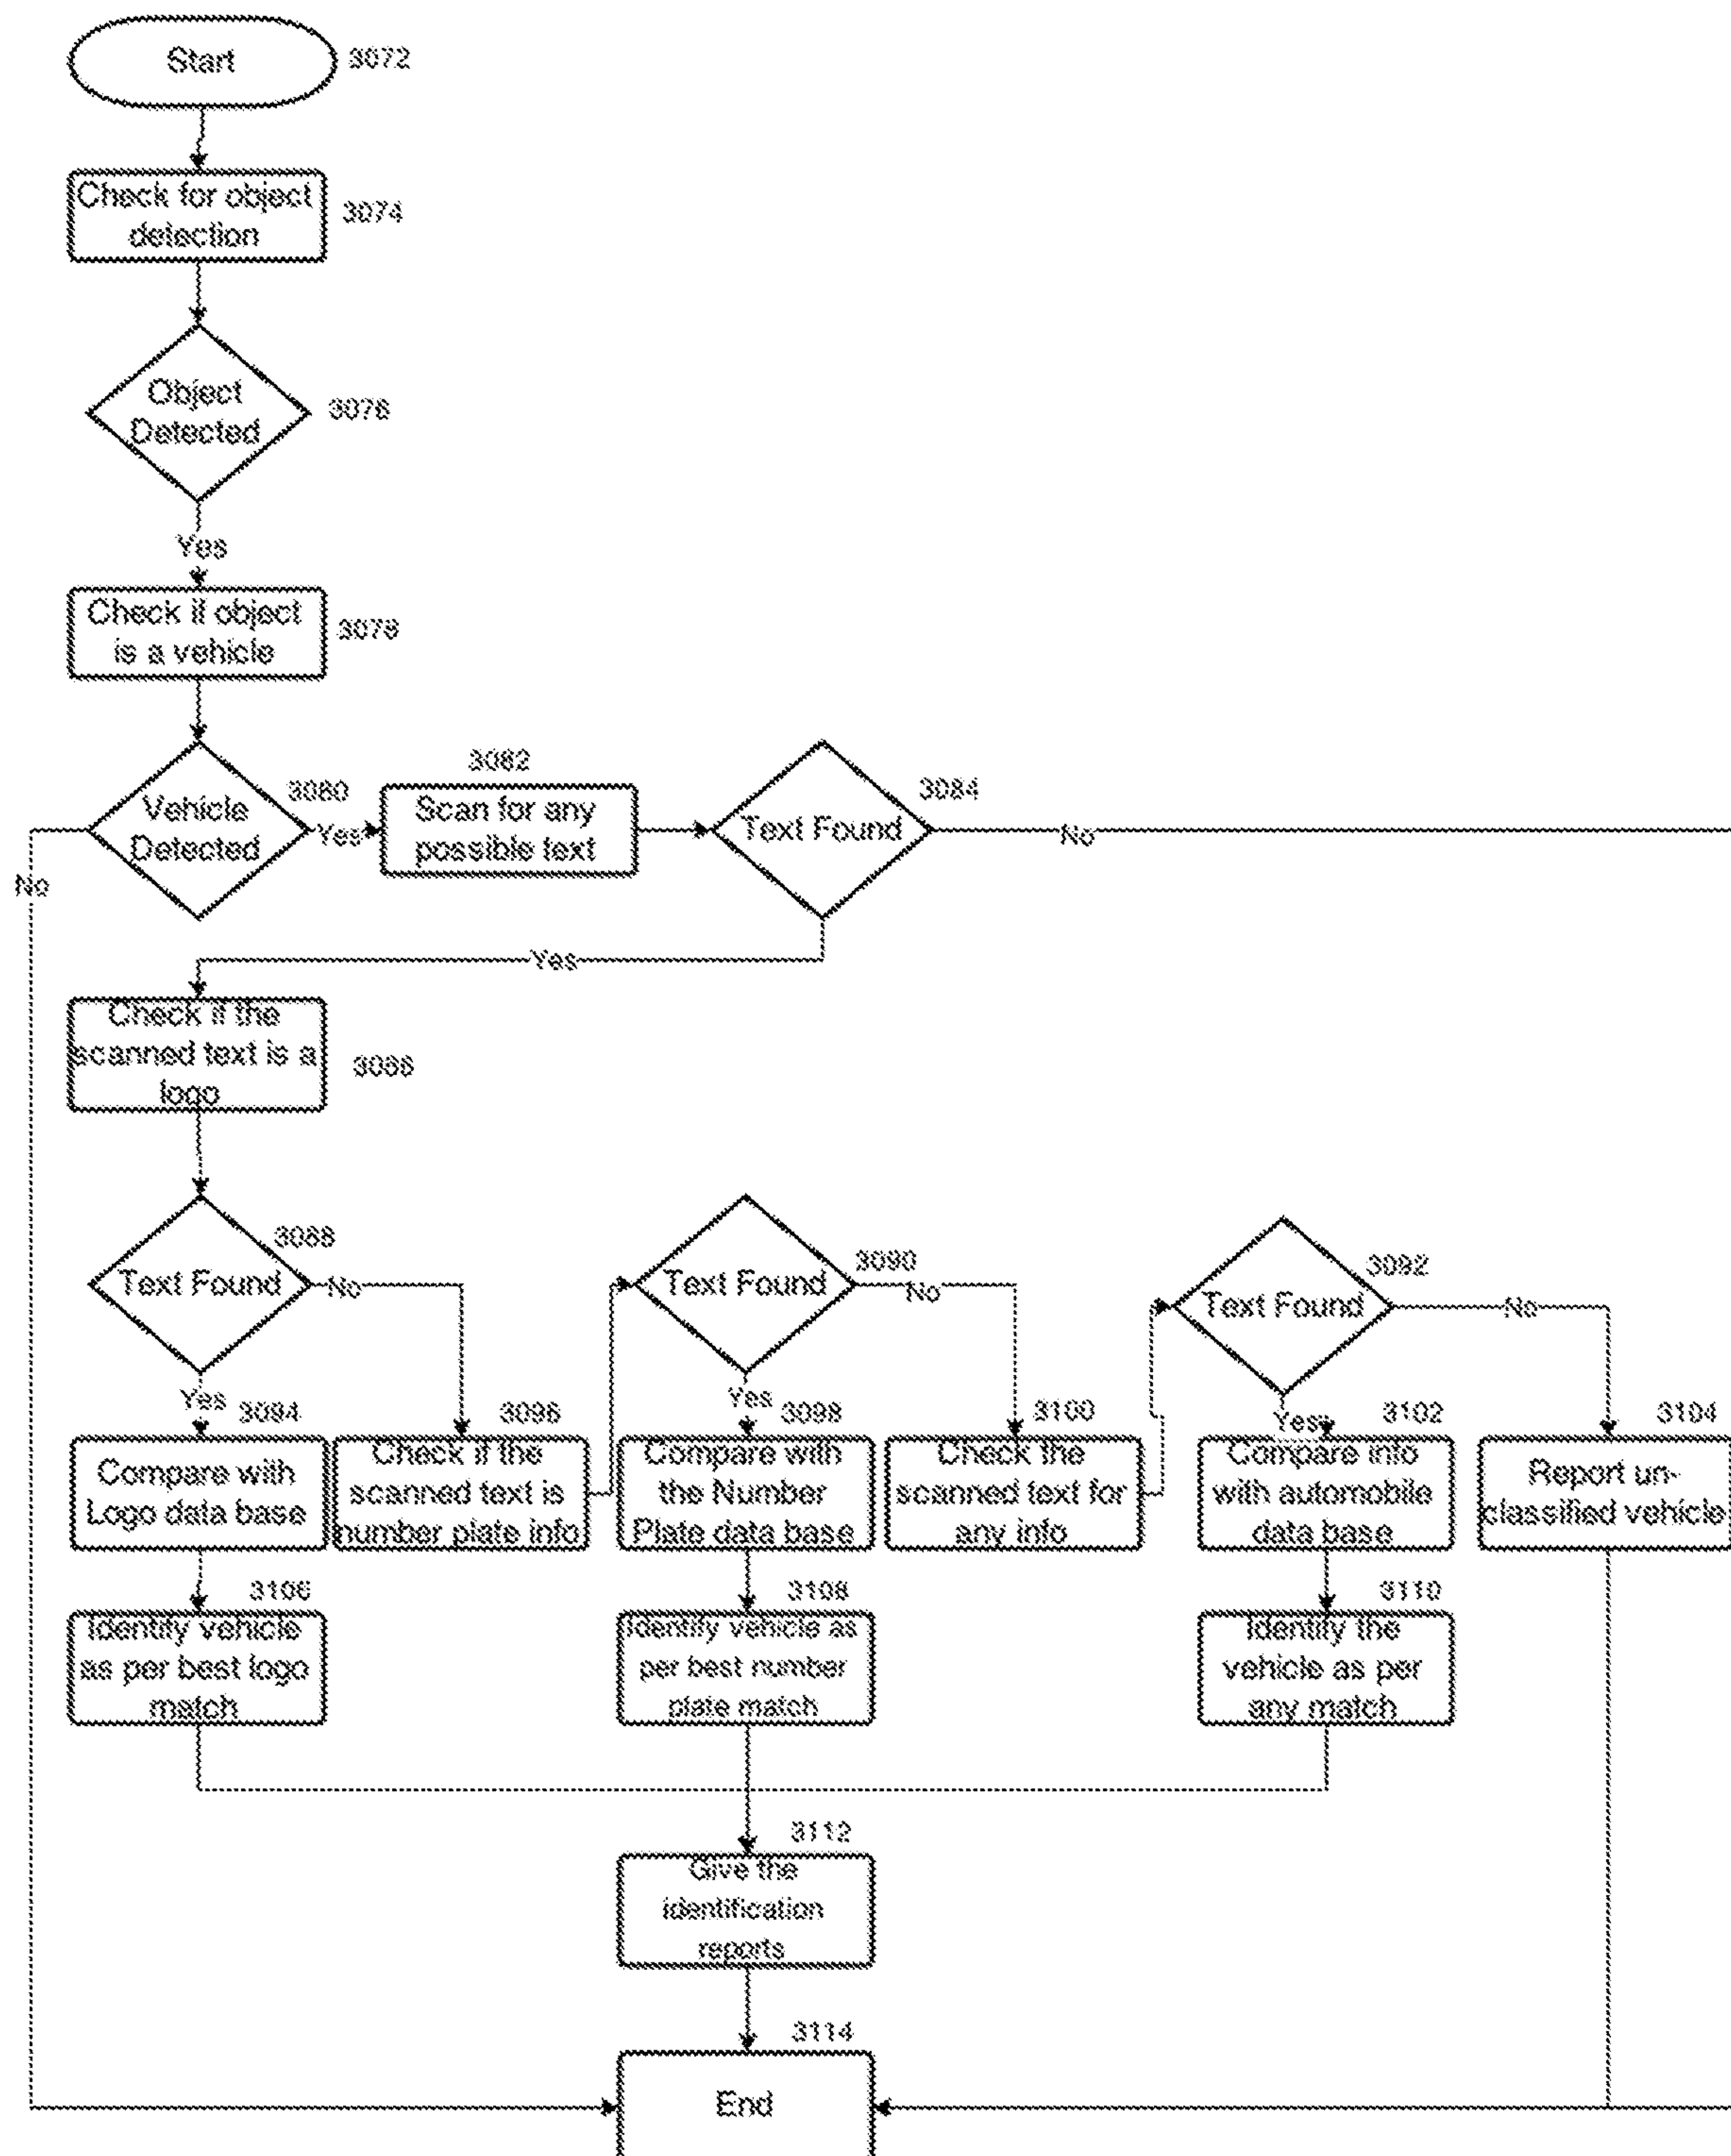 Start
3072
Check for object
detection
3074
Object
Detected
3076
Yes
Check if object
is a vehicle
3078
Vehicle
Detected
3080
Yes
No
3082
Scan for any
possible text
Text Found
3084
No
Yes
Check if the
scanned text is a
logo
3086
Text Found
3088
No
Text Found
3090
No
Text Found
3092
No
Yes
3094
Compare with
Logo data base
3096
Check if the
scanned text is
number plate info
Yes
3098
Compare with
the Number
Plate data base
3100
Check the
scanned text for
any info
Yes
3102
Compare info
with automobile
data base
3104
Report un-
classified vehicle
3106
Identify vehicle
as per best logo
match
3108
Identify vehicle as
per best number
plate match
3110
Identify the
vehicle as per
any match
3112
Give the
identification
reports
3114
End